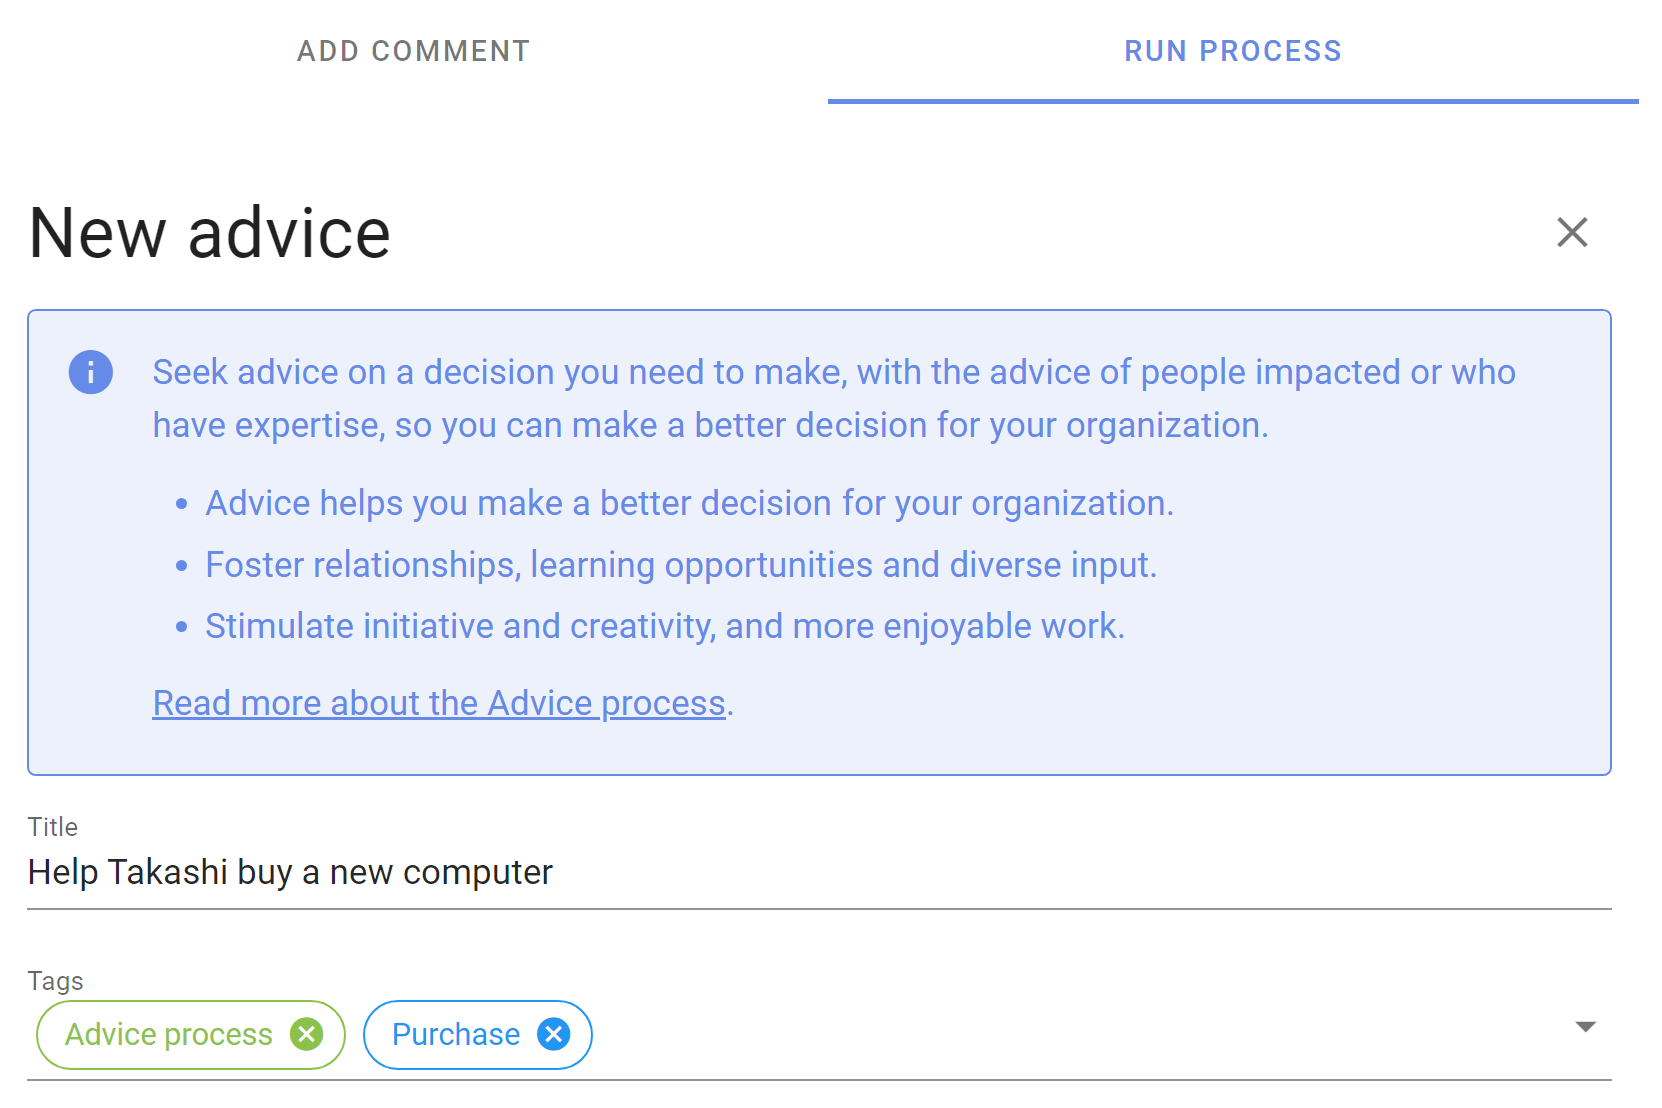 ADD COMMENT
RUN PROCESS
New advice
Seek advice on a decision you need to make, with the advice of people impacted or who
have expertise, so you can make a better decision for your organization.
Advice helps you make a better decision for your organization.
Foster relationships, learning opportunities and diverse input.
Stimulate initiative and creativity, and more enjoyable work.
Read more about the Advice process.
Title
Help Takashi buy a new computer
Tags
Advice process
Purchase